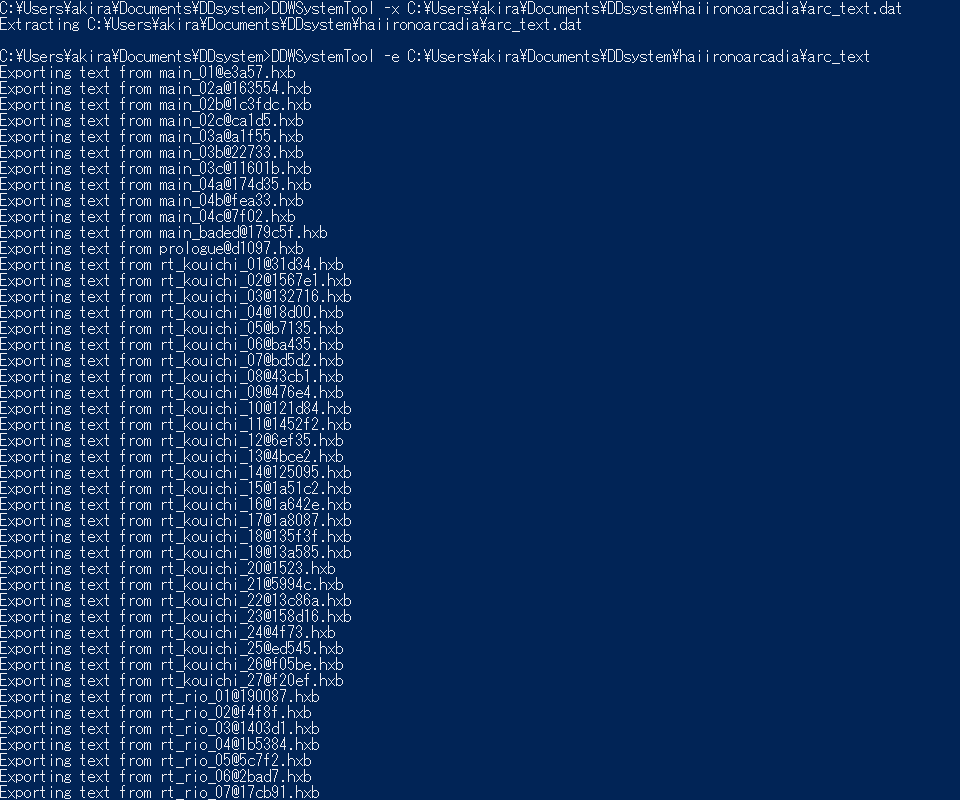 C:¥Users¥akira¥Documents¥DDsystem>DDWSystemTool -x C:¥Users¥akira¥Documents¥DDsystem¥haiironoarcadia¥arc_text.dat
Extracting C:¥Users¥akira¥Documents¥DDsystem¥haiironoarcadia¥arc_text.dat
C:¥Users¥akira¥Documents¥DDsystem>DDWSystemTool -e C:¥Users¥akira¥Documents¥DDsystem¥haiironoarcadia¥arc_text
Exporting text from main_01@e3a57.hxb
Exporting text from main_02a@163554.hxb
Exporting text from main_02b@1c3fdc.hxb
Exporting text from main_02c@ca1d5.hxb
Exporting text from main_03a@a1f55.hxb
Exporting text from main_03b@22733.hxb
Exporting text from main_03c@11601b.hxb
Exporting text from main_04a@174d35.hxb
Exporting text from main_04b@fea33.hxb
Exporting text from main_04c@7f02.hxb
Exporting text from main_baded@179c5f.hxb
Exporting text from prologue@d1097.hxb
Exporting text from rt_kouichi_01@31d34.hxb
Exporting text from rt_kouichi_02@1567e1.hxb
Exporting text from rt_kouichi_03@132716.hxb
Exporting text from rt_kouichi_04@18d00.hxb
Exporting text from rt_kouichi_05@b7135.hxb
Exporting text from rt_kouichi_06@ba435.hxb
Exporting text from rt_kouichi_07@bd5d2.hxb
Exporting text from rt_kouichi_08@43cb1.hxb
Exporting text from rt_kouichi_09@476e4.hxb
Exporting text from rt_kouichi_10@121d84.hxb
Exporting text from rt_kouichi_11@1452f2.hxb
Exporting text from rt_kouichi_12@6ef35.hxb
Exporting text from rt_kouichi_13@4bce2.hxb
Exporting text from rt_kouichi_14@125095.hxb
Exporting text from rt_kouichi_15@1a51c2.hxb
Exporting text from rt_kouichi_16@1a642e.hxb
Exporting text from rt_kouichi_17@1a8087.hxb
Exporting text from rt_kouichi_18@135f3f.hxb
Exporting text from rt_kouichi_19@13a585.hxb
Exporting text from rt_kouichi_20@1523.hxb
Exporting text from rt_kouichi_21@5994c.hxb
Exporting text from rt_kouichi_22@13c86a.hxb
Exporting text from rt_kouichi_23@158d16.hxb
Exporting text from rt_kouichi_24@4f73.hxb
Exporting text from rt_kouichi_25@ed545.hxb
Exporting text from rt_kouichi_26@f05be.hxb
Exporting text from rt_kouichi_27@f20ef.hxb
Exporting text from rt_rio_01@190087.hxb
Exporting text from rt_rio_02@f4f8f.hxb
Exporting text from rt_rio_03@1403d1.hxb
Exporting text from rt_rio_04@1b5384.hxb
Exporting text from rt_rio_05@5c7f2.hxb
Exporting text from rt_rio_06@2bad7.hxb
Exporting text from rt_rio_07@17cb91.hxb